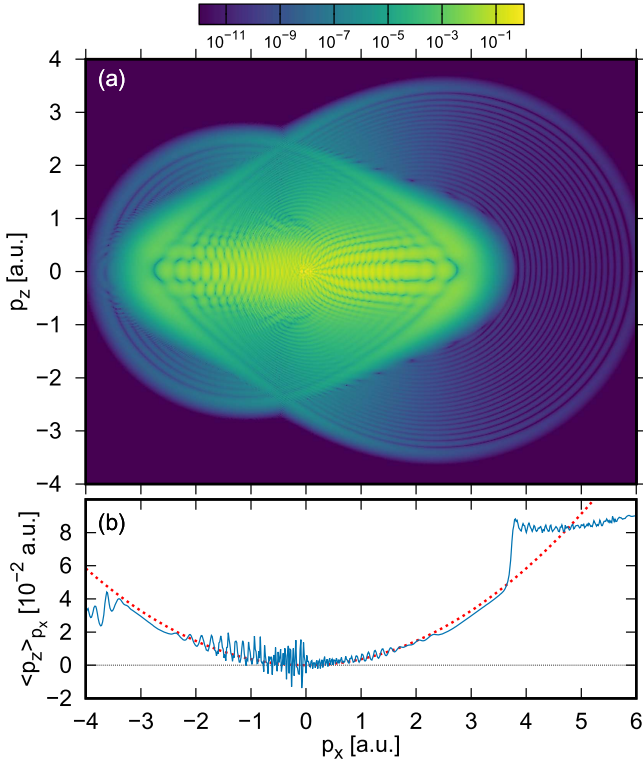 10⁻¹¹ 10⁻⁹ 10⁻⁷ 10⁻⁵ 10⁻³ 10⁻¹
(a)
4
3
2
1
0
−1
−2
−3
−4
p_z [a.u.]
(b)
8
6
4
2
0
−2
<p_z>_{p_x} [10⁻² a.u.]
−4 −3 −2 −1 0 1 2 3 4 5 6
p_x [a.u.]